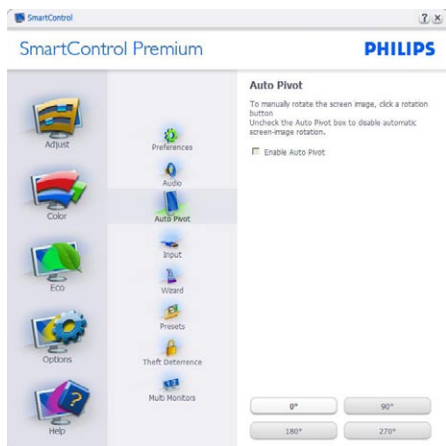 SmartControl
SmartControl Premium
PHILIPS
Adjust
Color
Eco
Options
Help
Preferences
Audio
Auto Pivot
Input
Wizard
Presets
Theft Deterrence
Multi Monitors
Auto Pivot
To manually rotate the screen image, click a rotation
button
Uncheck the Auto Pivot box to disable automatic
screen-image rotation.
Enable Auto Pivot
0°
90°
180°
270°